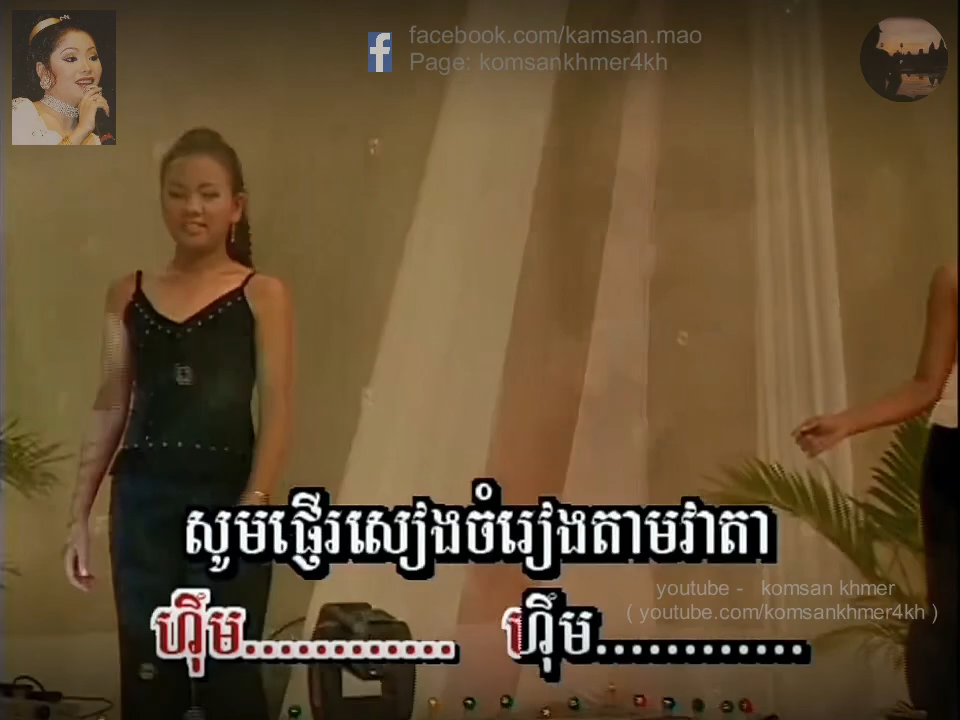 facebook.com/kamsan.mao
Page: komsankhmer4kh
សូមផ្ញើរសៀងចំរៀងតាមវាតា
ហ៊ឹម............. ហ៊ឹម.............
youtube - komsan khmer
( youtube.com/komsankhmer4kh )